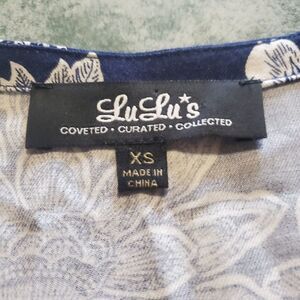 LuLu★s
COVETED • CURATED • COLLECTED
XS
MADE IN
CHINA